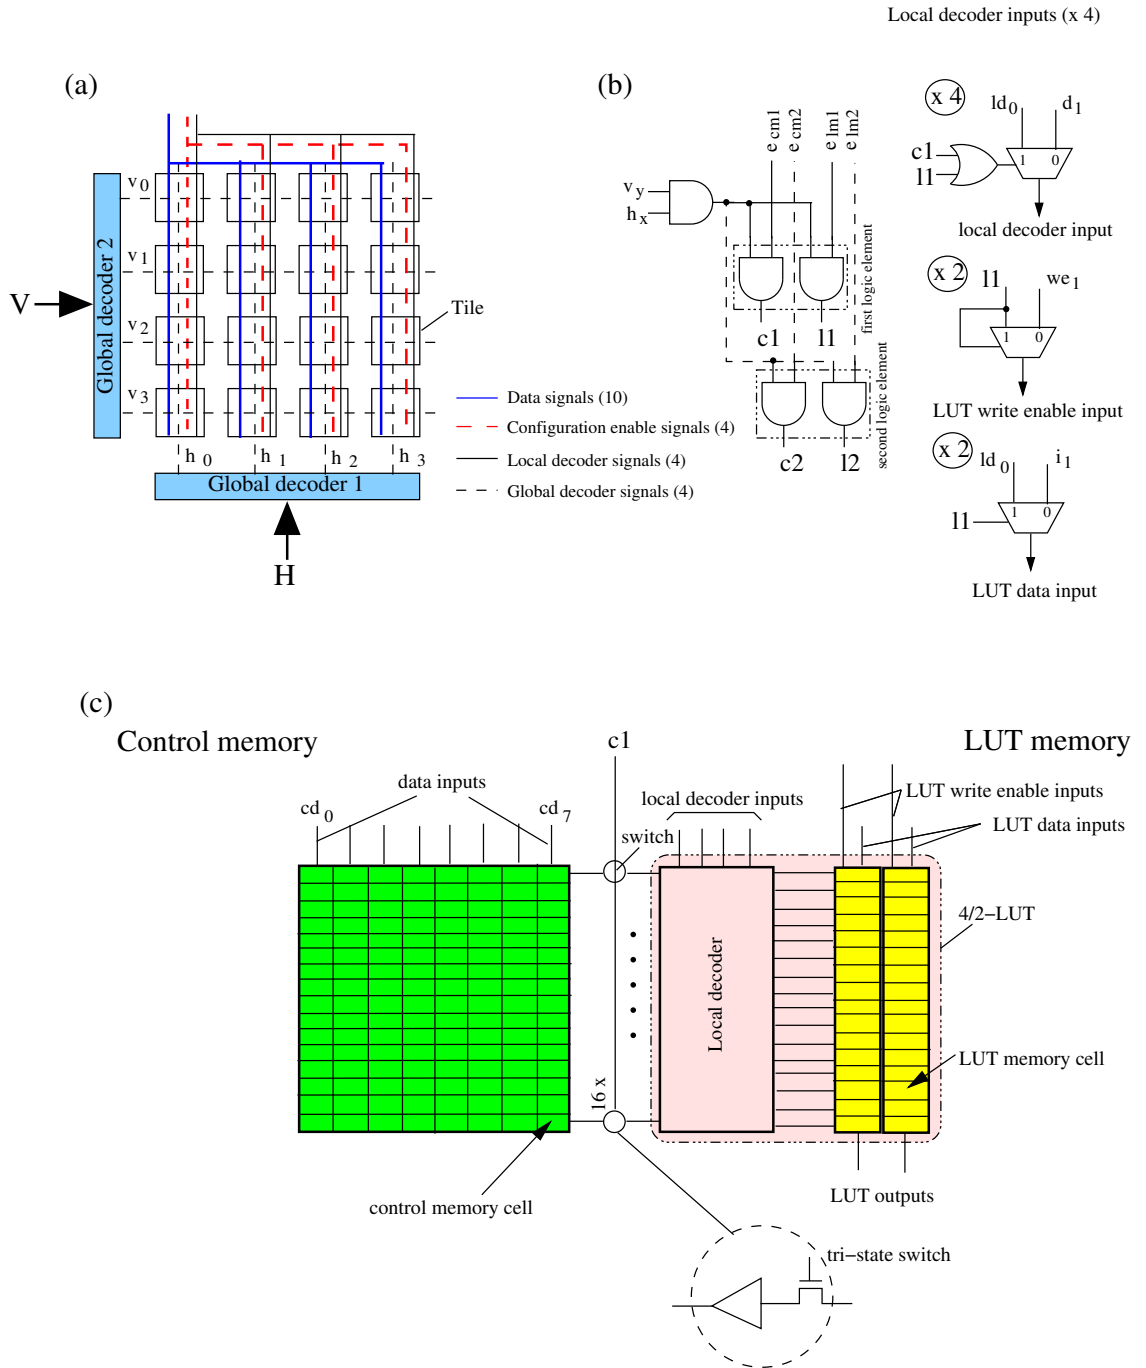 Local decoder inputs (x 4)
(a)
V
Global decoder 2
v 0
v 1
v 2
v 3
Tile
h 0
h 1
h 2
h 3
Global decoder 1
H
Data signals (10)
Configuration enable signals (4)
Local decoder signals (4)
Global decoder signals (4)
(b)
e cm1
e cm2
e lm1
e lm2
v y
h x
first logic element
c1
l1
second logic element
c2
l2
x 4
ld 0
d 1
c1
l1
1
0
local decoder input
x 2
l1
we 1
1
0
LUT write enable input
x 2
ld 0
i 1
1
0
l1
LUT data input
(c)
Control memory
c1
LUT memory
data inputs
cd 0
cd 7
switch
local decoder inputs
LUT write enable inputs
LUT data inputs
4/2−LUT
Local decoder
LUT memory cell
16 x
control memory cell
LUT outputs
tri−state switch